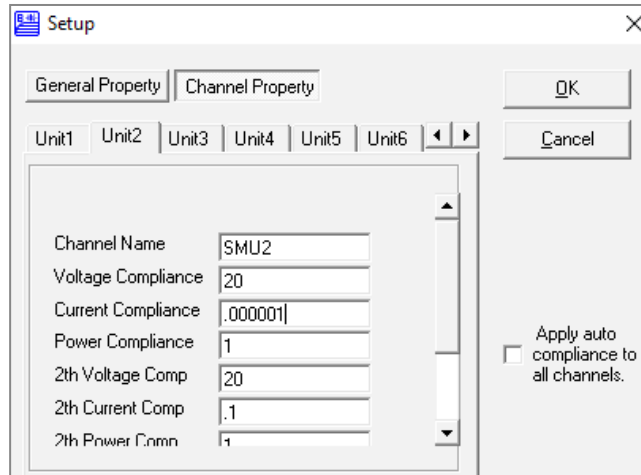 Setup
General Property Channel Property
OK
Cancel
Unit1 Unit2 Unit3 Unit4 Unit5 Unit6
Channel Name SMU2
Voltage Compliance 20
Current Compliance .000001
Power Compliance 1
2th Voltage Comp 20
2th Current Comp .1
2th Power Comp 1
Apply auto
compliance to
all channels.